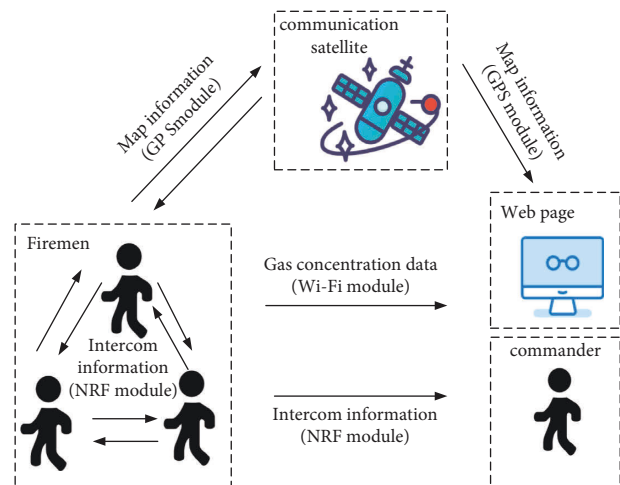 communication
satellite
Map information
(GP Smodule)
Map information
(GPS module)
Firemen
Intercom
information
(NRF module)
Gas concentration data
(Wi-Fi module)
Web page
Intercom information
(NRF module)
commander